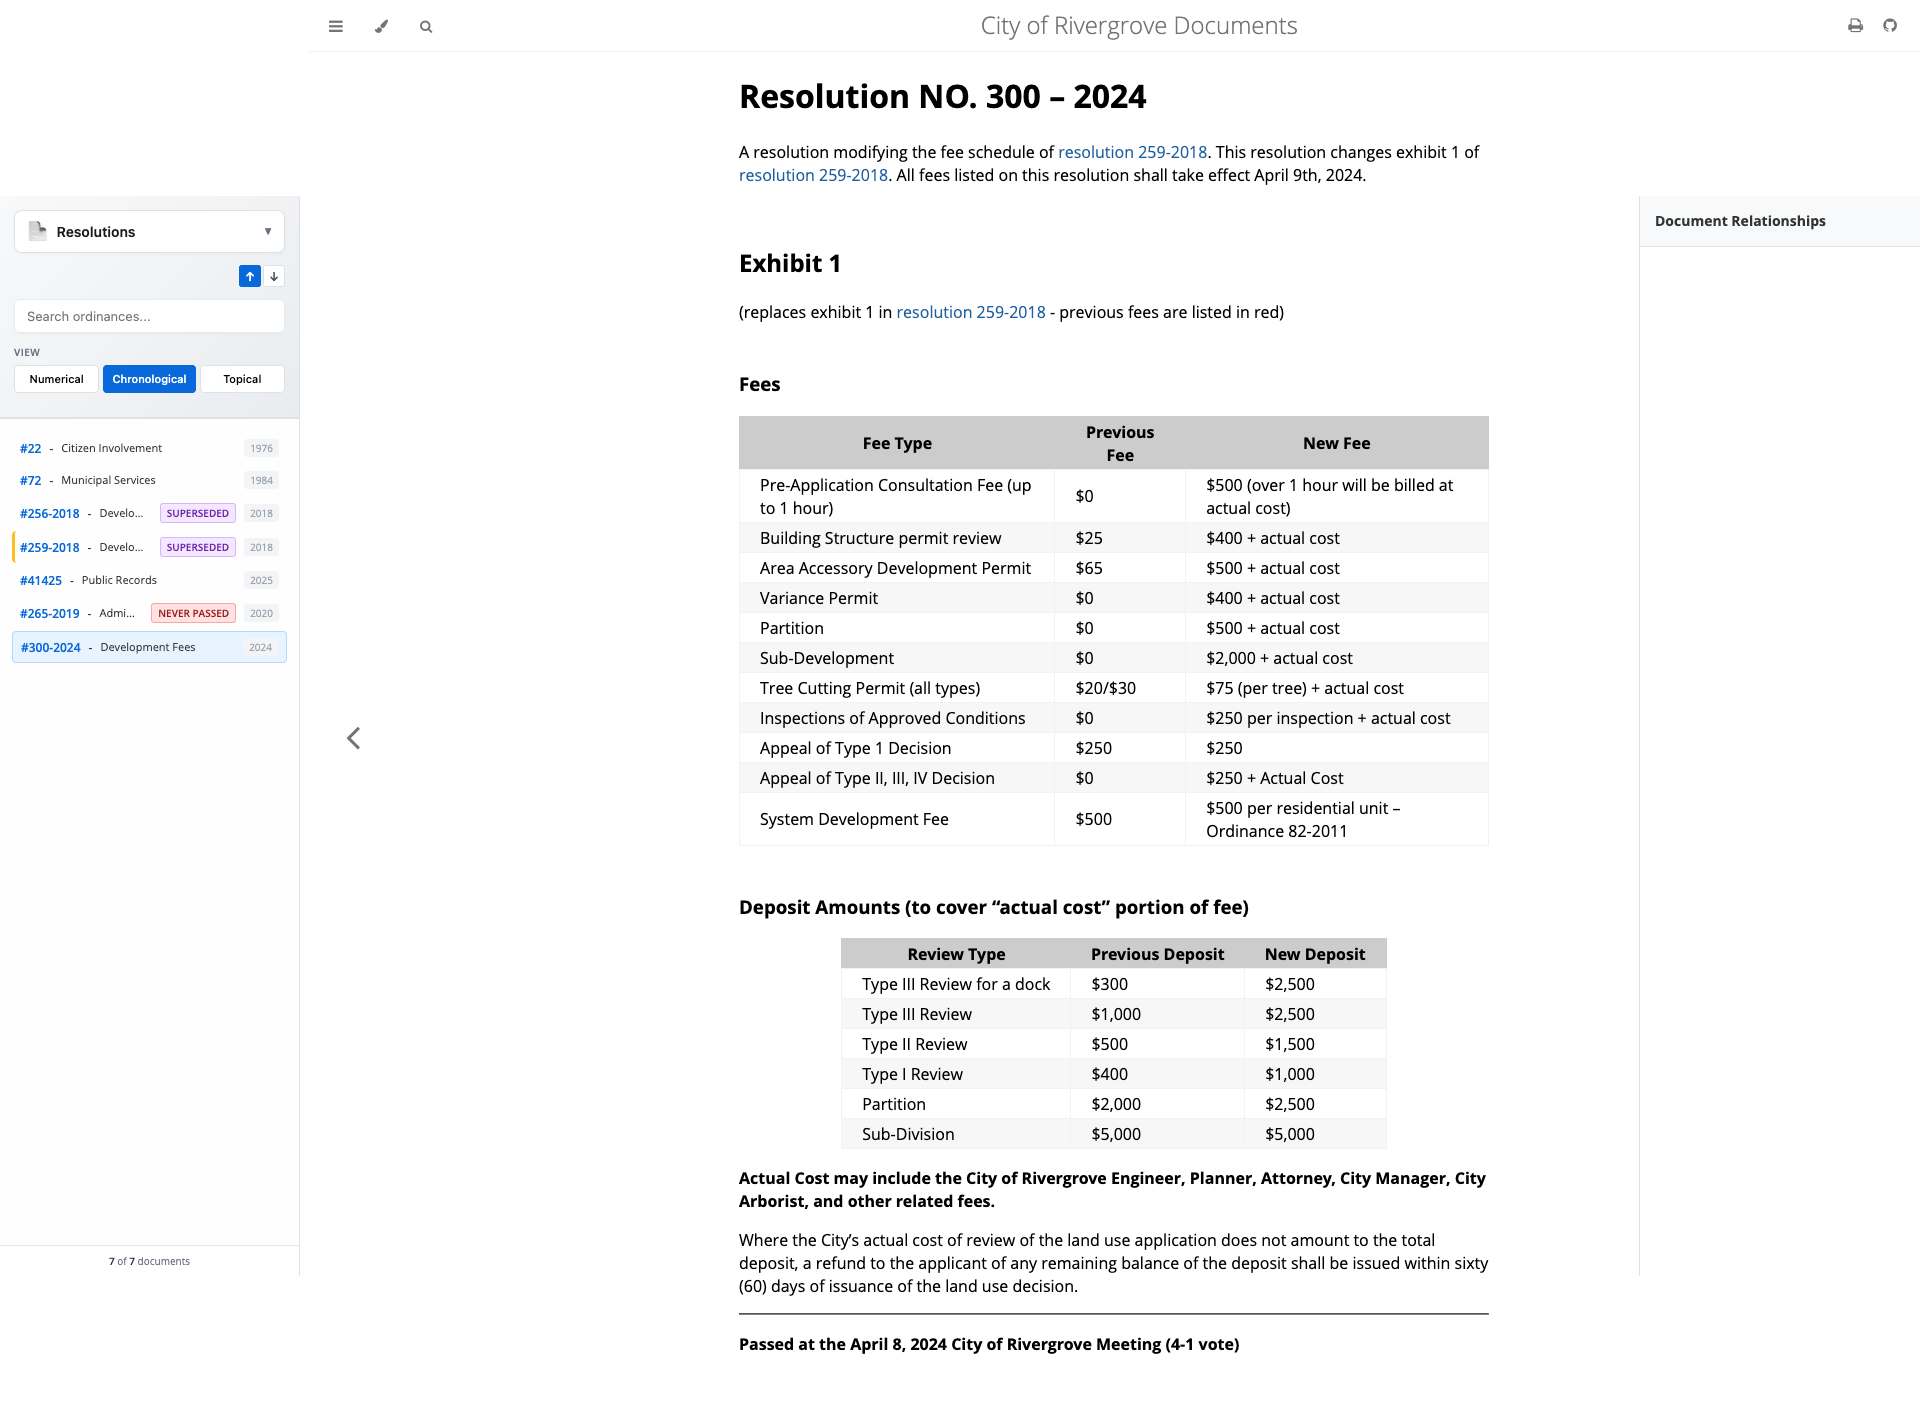 City of Rivergrove Documents
Resolutions
▼
↑ ↓
Search ordinances...
VIEW
Numerical Chronological Topical
#22 - Citizen Involvement 1976
#72 - Municipal Services 1984
#256-2018 - Develo... SUPERSEDED 2018
#259-2018 - Develo... SUPERSEDED 2018
#41425 - Public Records 2025
#265-2019 - Admi... NEVER PASSED 2020
#300-2024 - Development Fees 2024
7 of 7 documents
Resolution NO. 300 – 2024
A resolution modifying the fee schedule of resolution 259-2018. This resolution changes exhibit 1 of
resolution 259-2018. All fees listed on this resolution shall take effect April 9th, 2024.
Exhibit 1
(replaces exhibit 1 in resolution 259-2018 - previous fees are listed in red)
Fees
Fee Type Previous Fee New Fee
Pre-Application Consultation Fee (up to 1 hour) $0 $500 (over 1 hour will be billed at actual cost)
Building Structure permit review $25 $400 + actual cost
Area Accessory Development Permit $65 $500 + actual cost
Variance Permit $0 $400 + actual cost
Partition $0 $500 + actual cost
Sub-Development $0 $2,000 + actual cost
Tree Cutting Permit (all types) $20/$30 $75 (per tree) + actual cost
Inspections of Approved Conditions $0 $250 per inspection + actual cost
Appeal of Type 1 Decision $250 $250
Appeal of Type II, III, IV Decision $0 $250 + Actual Cost
System Development Fee $500 $500 per residential unit – Ordinance 82-2011
Deposit Amounts (to cover “actual cost” portion of fee)
Review Type Previous Deposit New Deposit
Type III Review for a dock $300 $2,500
Type III Review $1,000 $2,500
Type II Review $500 $1,500
Type I Review $400 $1,000
Partition $2,000 $2,500
Sub-Division $5,000 $5,000
Actual Cost may include the City of Rivergrove Engineer, Planner, Attorney, City Manager, City
Arborist, and other related fees.
Where the City’s actual cost of review of the land use application does not amount to the total
deposit, a refund to the applicant of any remaining balance of the deposit shall be issued within sixty
(60) days of issuance of the land use decision.
Passed at the April 8, 2024 City of Rivergrove Meeting (4-1 vote)
Document Relationships